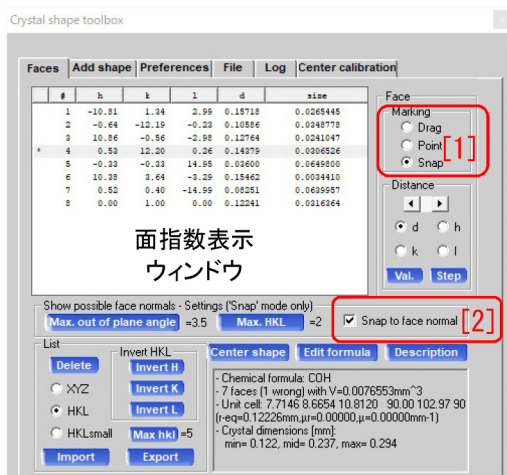 Crystal shape toolbox
x
Faces Add shape Preferences File Log Center calibration
# h k l d size
1 -10.81 1.34 2.99 0.15718 0.0265445
2 -0.64 -12.19 -0.23 0.10586 0.0348778
3 10.86 -0.56 -2.98 0.12764 0.0241047
* 4 0.53 12.20 0.26 0.14379 0.0306526
5 -0.33 -0.33 14.95 0.03600 0.0649800
6 10.38 3.64 -3.29 0.15462 0.0034410
7 0.52 0.40 -14.99 0.08251 0.0639957
8 0.00 1.00 0.00 0.12241 0.0316364
面指数表示
ウィンドウ
Face
Marking
Drag
Point
Snap
[1]
Distance
d h
k l
Val. Step
Show possible face normals - Settings ('Snap' mode only)
Max. out of plane angle =3.5 Max. HKL =2
Snap to face normal [2]
List
Delete
XYZ
HKL
HKLsmall
Import
Invert HKL
Invert H
Invert K
Invert L
Max hkl =5
Export
Center shape Edit formula Description
- Chemical formula: COH
- 7 faces (1 wrong) with V=0.0076553mm^3
- Unit cell: 7.7146 8.6654 10.8120 90.00 102.97 90
(r-eq=0.12226mm,μr=0.00000,μ=0.00000mm-1)
- Crystal dimensions [mm]:
min= 0.122, mid= 0.237, max= 0.294